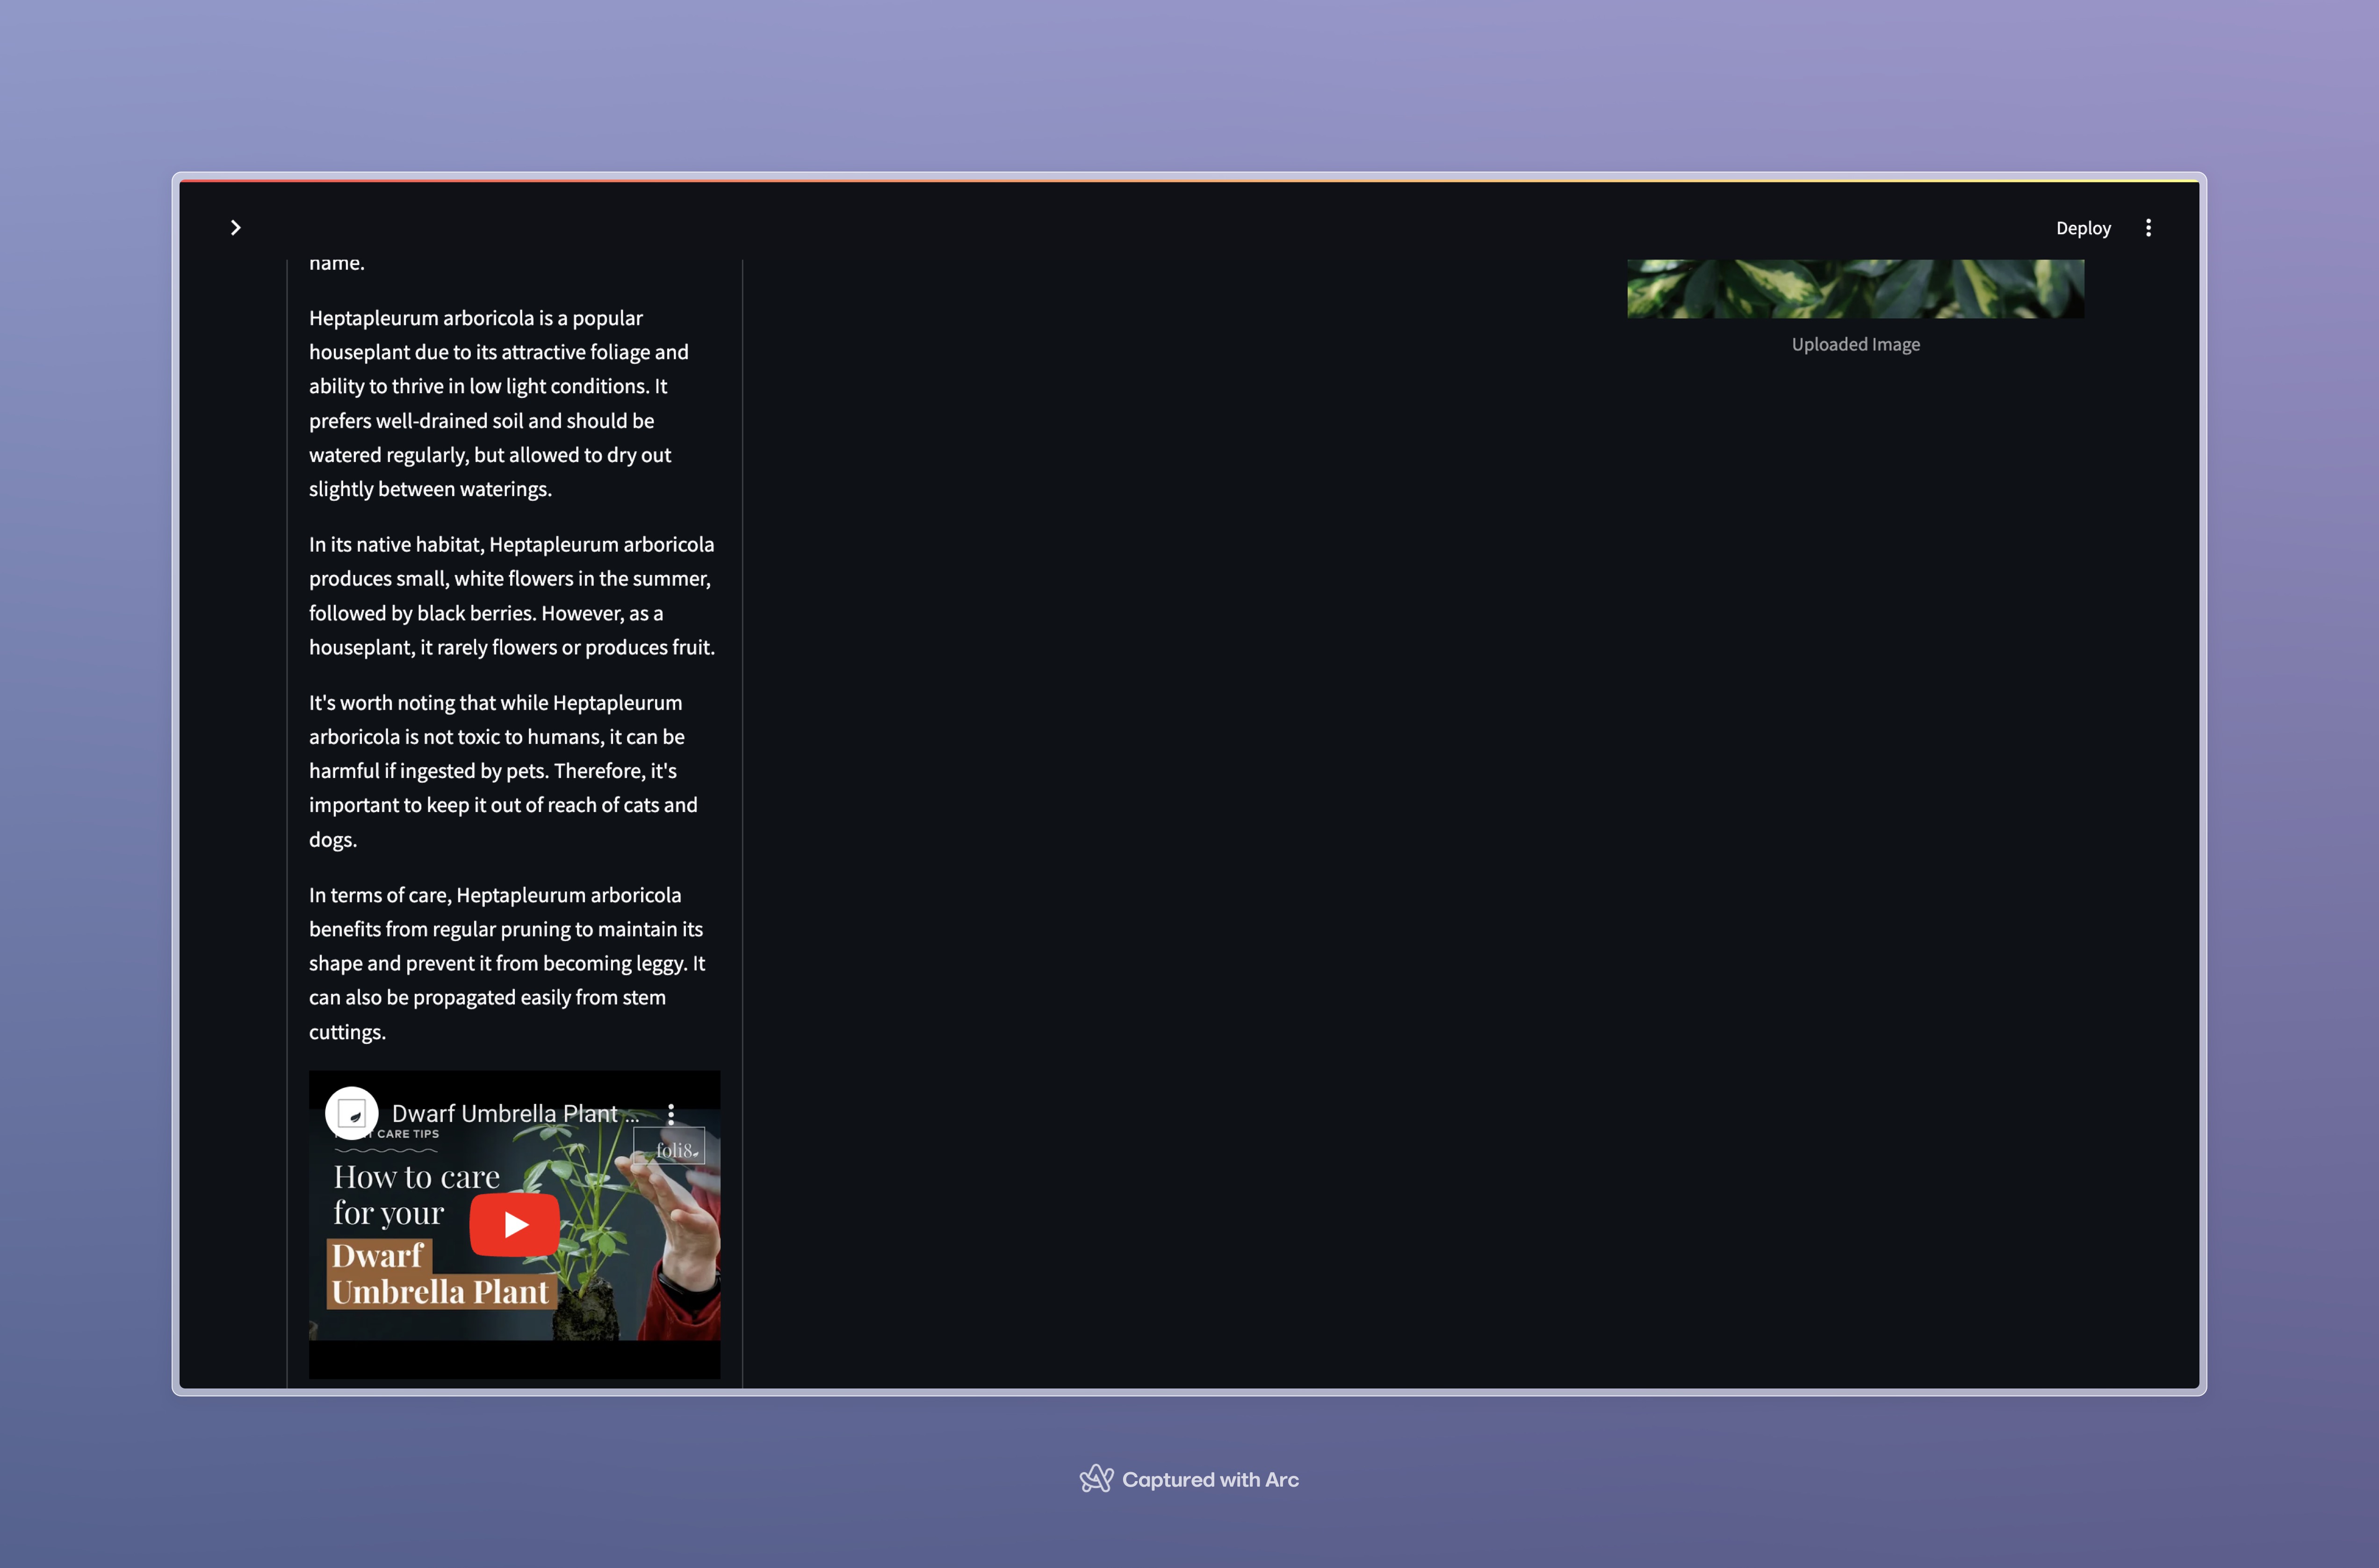 Deploy
name.
Heptapleurum arboricola is a popular
houseplant due to its attractive foliage and
ability to thrive in low light conditions. It
prefers well-drained soil and should be
watered regularly, but allowed to dry out
slightly between waterings.
In its native habitat, Heptapleurum arboricola
produces small, white flowers in the summer,
followed by black berries. However, as a
houseplant, it rarely flowers or produces fruit.
It's worth noting that while Heptapleurum
arboricola is not toxic to humans, it can be
harmful if ingested by pets. Therefore, it's
important to keep it out of reach of cats and
dogs.
In terms of care, Heptapleurum arboricola
benefits from regular pruning to maintain its
shape and prevent it from becoming leggy. It
can also be propagated easily from stem
cuttings.
Dwarf Umbrella Plant ...
CARE TIPS
foli8
How to care
for your
Dwarf
Umbrella Plant
Uploaded Image
Captured with Arc